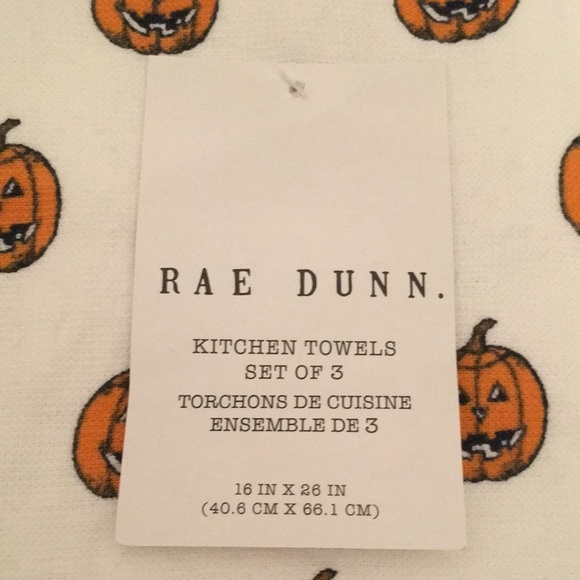 RAE DUNN.
KITCHEN TOWELS
SET OF 3
TORCHONS DE CUISINE
ENSEMBLE DE 3
16 IN X 26 IN
(40.6 CM X 66.1 CM)